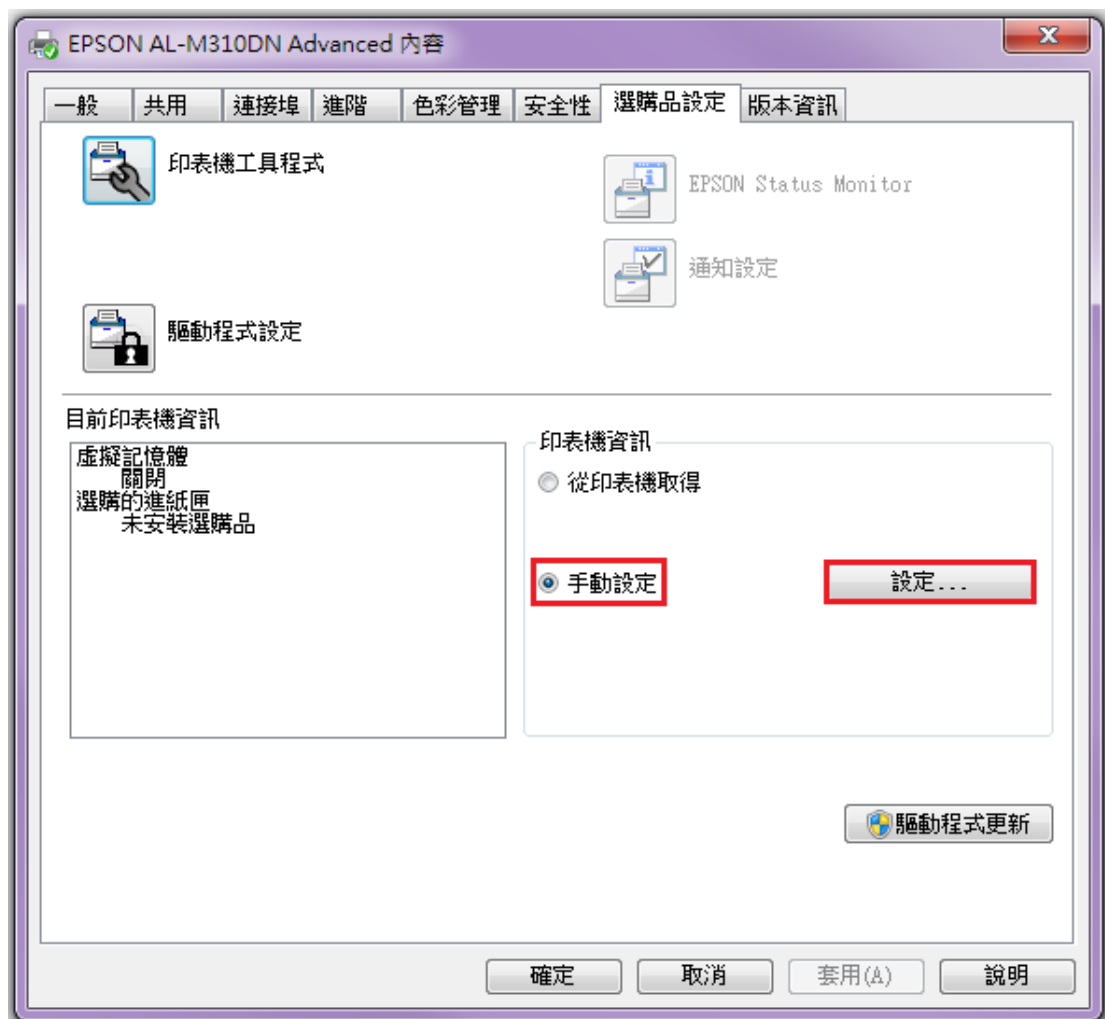 EPSON AL-M310DN Advanced 內容
x
一般 共用 連接埠 進階 色彩管理 安全性 選購品設定 版本資訊
印表機工具程式
EPSON Status Monitor
通知設定
驅動程式設定
目前印表機資訊
虛擬記憶體
關閉
選購的進紙匣
未安裝選購品
印表機資訊
從印表機取得
手動設定
設定...
驅動程式更新
確定 取消 套用(A) 說明